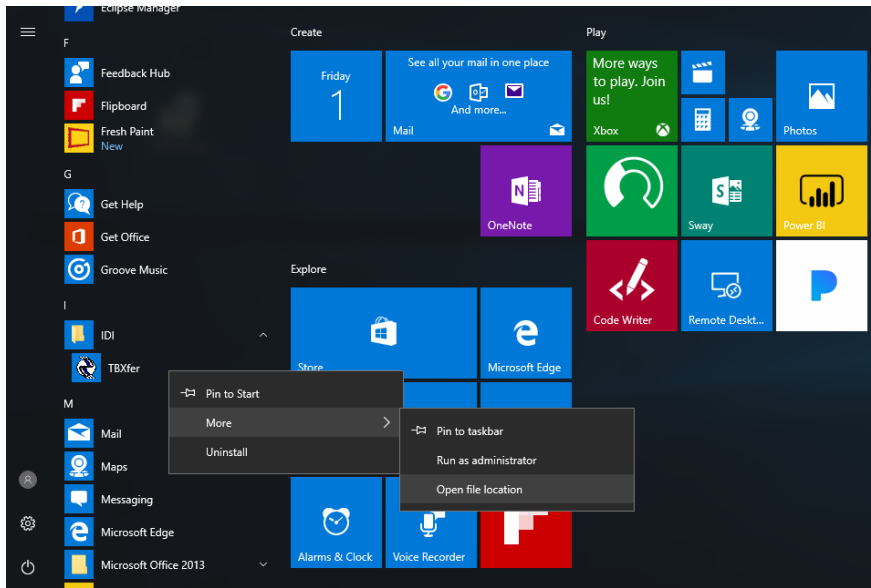 Eclipse Manager
F
Feedback Hub
Flipboard
Fresh Paint
New
G
Get Help
Get Office
Groove Music
I
IDI
TBXfer
M
Mail
Maps
Messaging
Microsoft Edge
Microsoft Office 2013
Pin to Start
More
Uninstall
Pin to taskbar
Run as administrator
Open file location
Create
Friday
1
See all your mail in one place
And more...
Mail
OneNote
Explore
Store
Microsoft Edge
Alarms & Clock
Voice Recorder
Play
More ways
to play. Join
us!
Xbox
Photos
Sway
Power BI
Code Writer
Remote Deskt...